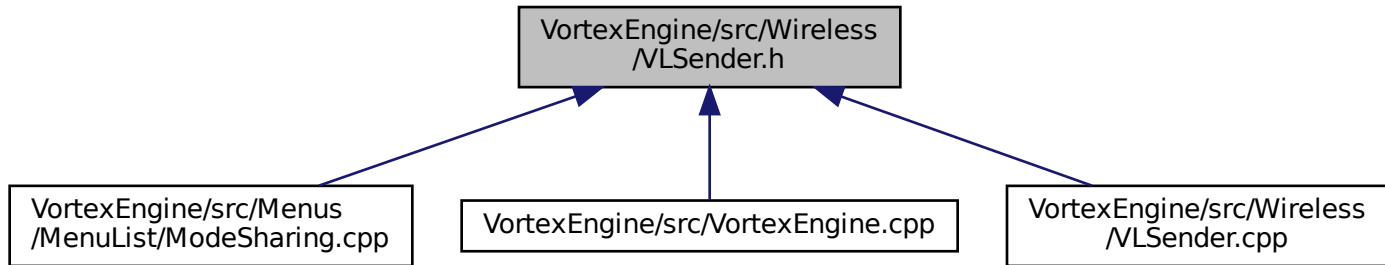 VortexEngine/src/Wireless
/VLSender.h
VortexEngine/src/Menus
/MenuList/ModeSharing.cpp
VortexEngine/src/VortexEngine.cpp
VortexEngine/src/Wireless
/VLSender.cpp